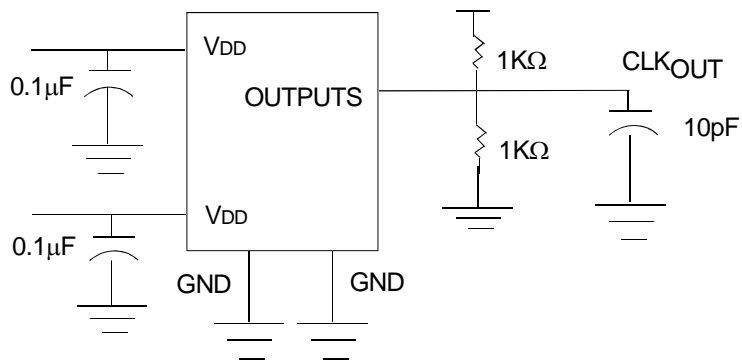 VDD
0.1μF
OUTPUTS
1KΩ
CLKOUT
10pF
1KΩ
VDD
0.1μF
GND
GND